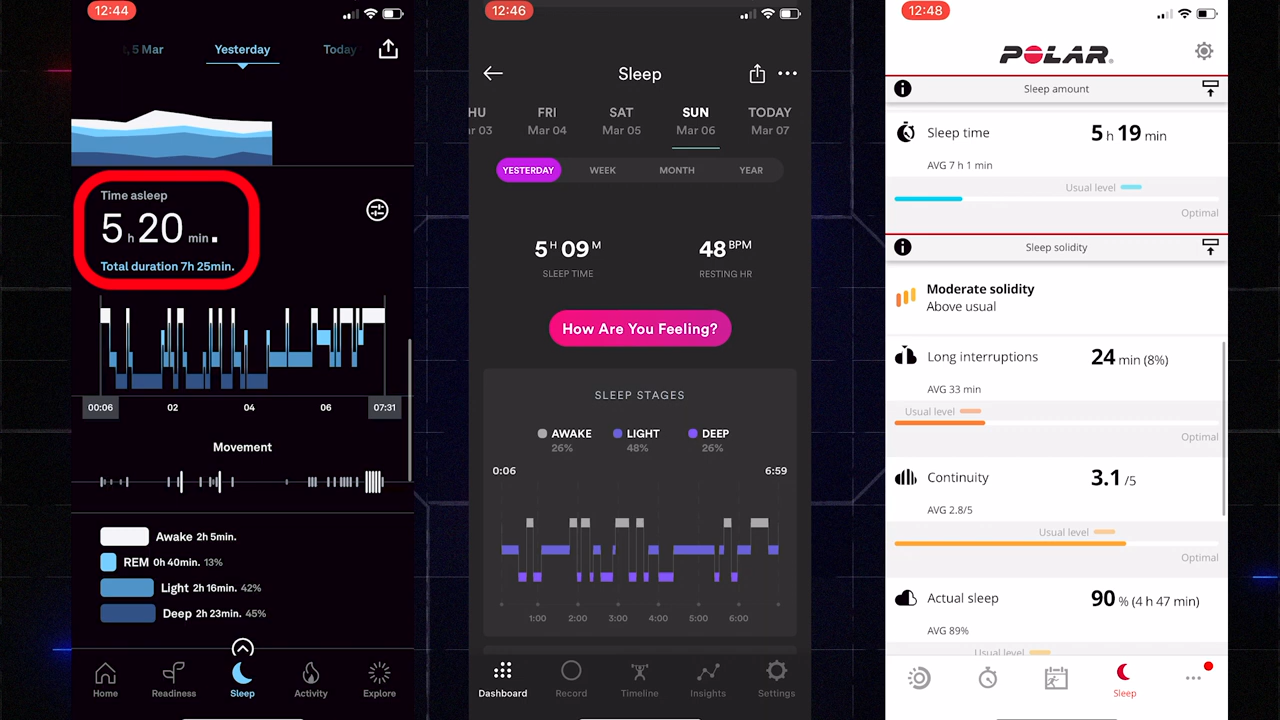 12:44
, 5 Mar
Yesterday
Today
Time asleep
5 h 20 min.
Total duration 7h 25min.
00:06
02
04
06
07:31
Movement
Awake 2h 5min.
REM 0h 40min. 13%
Light 2h 16min. 42%
Deep 2h 23min. 45%
Home
Readiness
Sleep
Activity
Explore
12:46
Sleep
HU
FRI
SAT
SUN
TODAY
ar 03
Mar 04
Mar 05
Mar 06
Mar 07
YESTERDAY
WEEK
MONTH
YEAR
5 H 09 M
SLEEP TIME
48 BPM
RESTING HR
How Are You Feeling?
SLEEP STAGES
AWAKE
26%
LIGHT
48%
DEEP
26%
0:06
6:59
1:00
2:00
3:00
4:00
5:00
6:00
Dashboard
Record
Timeline
Insights
Settings
12:48
POLAR®
Sleep amount
Sleep time
5 h 19 min
AVG 7 h 1 min
Usual level
Optimal
Sleep solidity
Moderate solidity
Above usual
Long interruptions
24 min (8%)
AVG 33 min
Usual level
Optimal
Continuity
3.1 /5
AVG 2.8/5
Usual level
Optimal
Actual sleep
90 % (4 h 47 min)
AVG 89%
Usual level
Sleep